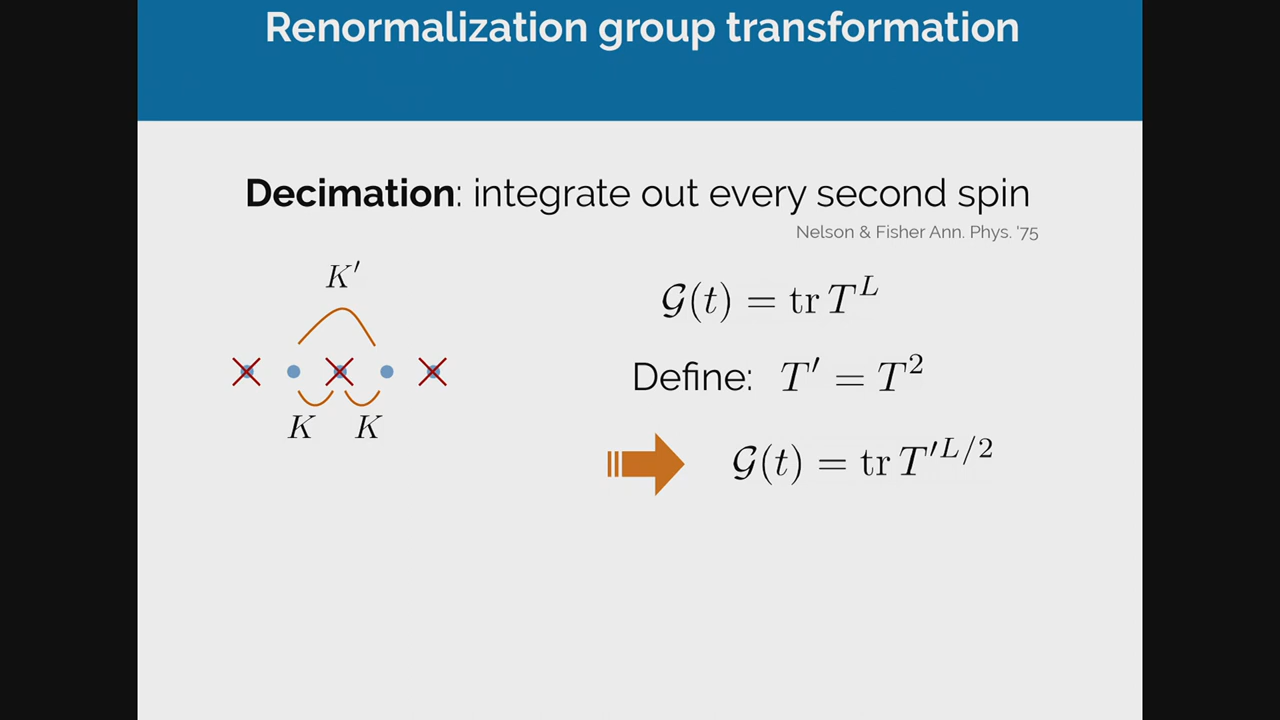 Renormalization group transformation
Decimation: integrate out every second spin
Nelson & Fisher Ann. Phys. '75
K′
K K
𝒢(t) = tr T^L
Define: T′ = T^2
𝒢(t) = tr T′^{L/2}